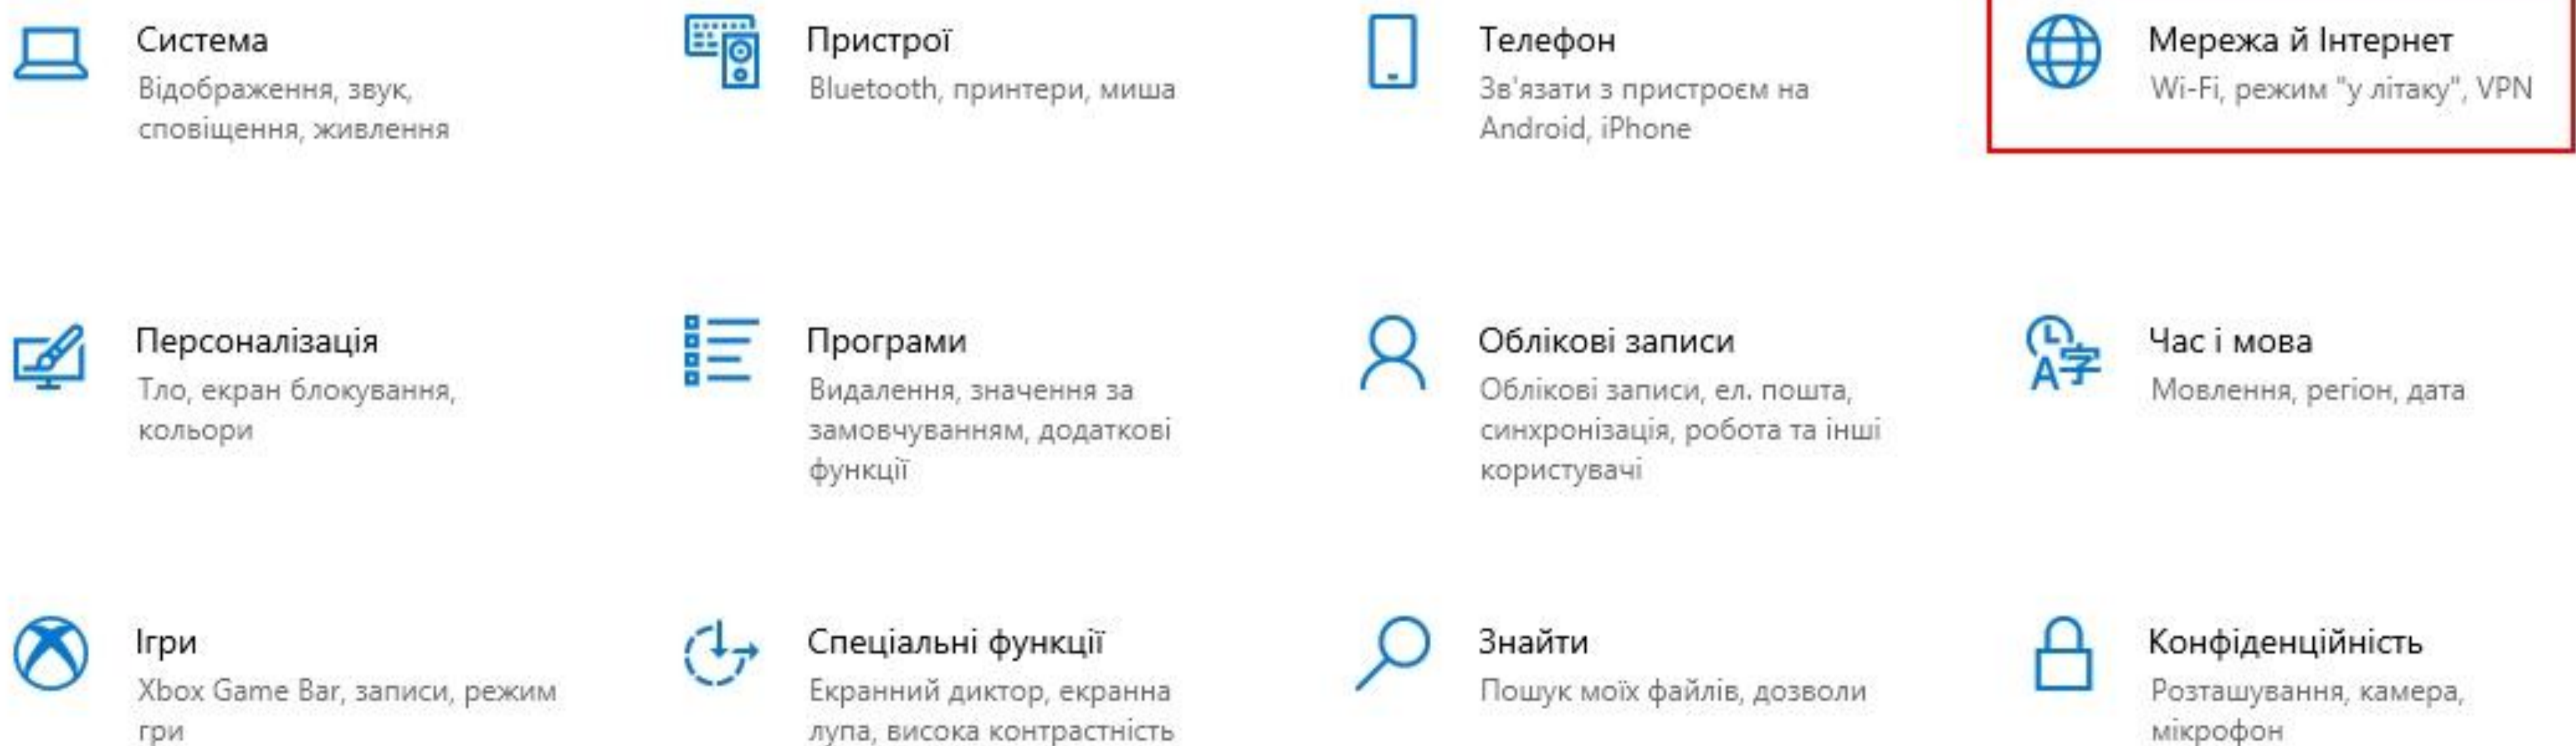 Система
Відображення, звук,
сповіщення, живлення
Пристрої
Bluetooth, принтери, миша
Телефон
Зв'язати з пристроєм на
Android, iPhone
Мережа й Інтернет
Wi-Fi, режим "у літаку", VPN
Персоналізація
Тло, екран блокування,
кольори
Програми
Видалення, значення за
замовчуванням, додаткові
функції
Облікові записи
Облікові записи, ел. пошта,
синхронізація, робота та інші
користувачі
Час і мова
Мовлення, регіон, дата
Ігри
Xbox Game Bar, записи, режим
гри
Спеціальні функції
Екранний диктор, екранна
лупа, висока контрастність
Знайти
Пошук моїх файлів, дозволи
Конфіденційність
Розташування, камера,
мікрофон